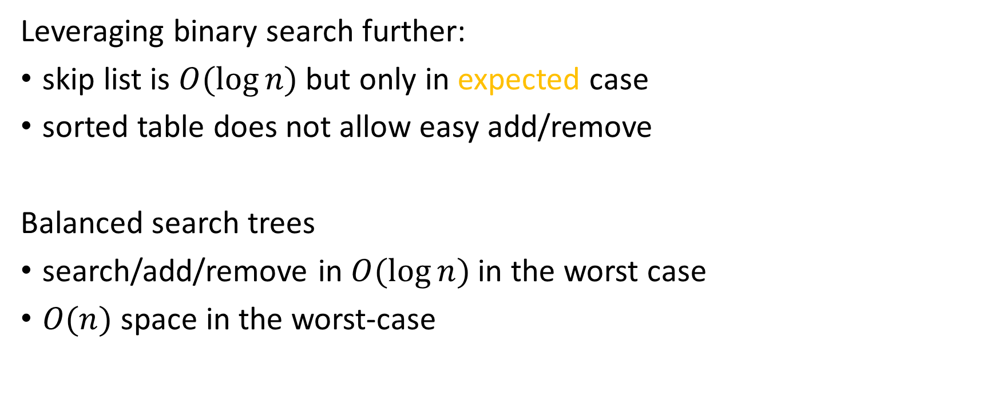 Leveraging binary search further:
• skip list is O(log n) but only in expected case
• sorted table does not allow easy add/remove
Balanced search trees
• search/add/remove in O(log n) in the worst case
• O(n) space in the worst-case